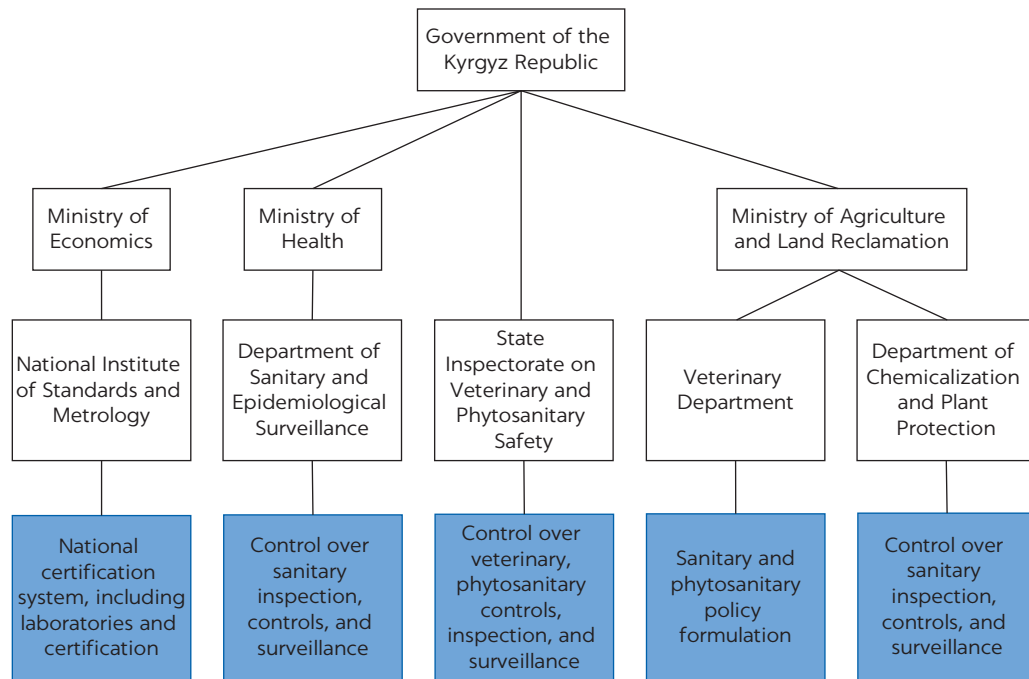 Government of the
Kyrgyz Republic
Ministry of
Economics
Ministry of
Health
Ministry of Agriculture
and Land Reclamation
National Institute
of Standards and
Metrology
Department of
Sanitary and
Epidemiological
Surveillance
State
Inspectorate on
Veterinary and
Phytosanitary
Safety
Veterinary
Department
Department of
Chemicalization
and Plant
Protection
National
certification
system, including
laboratories and
certification
Control over
sanitary
inspection,
controls, and
surveillance
Control over
veterinary,
phytosanitary
controls,
inspection, and
surveillance
Sanitary and
phytosanitary
policy
formulation
Control over
sanitary
inspection,
controls, and
surveillance